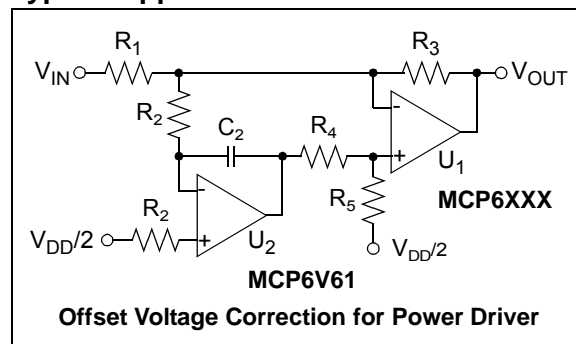 R1
R3
VIN
VOUT
R2
C2
R4
-
+
U1
R5
MCP6XXX
-
+
R2
VDD/2
U2
VDD/2
MCP6V61
Offset Voltage Correction for Power Driver